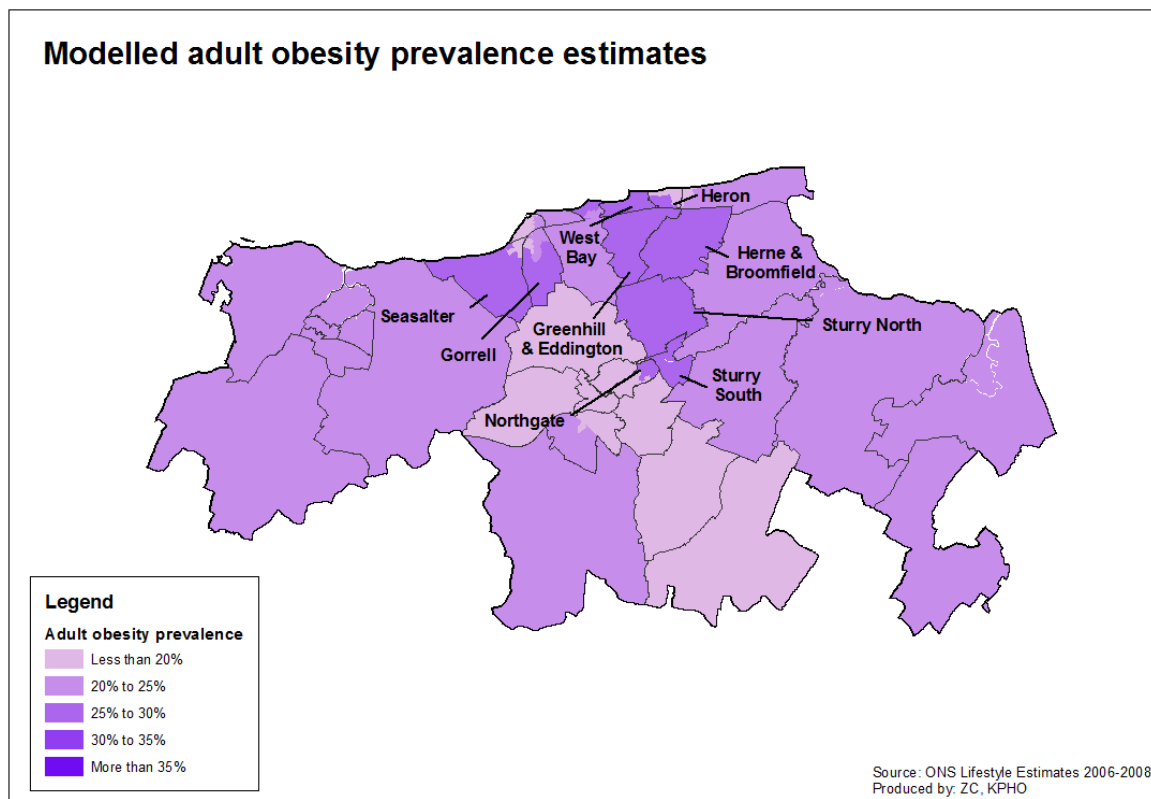 Modelled adult obesity prevalence estimates
Heron
West
Bay
Herne &
Broomfield
Seasalter
Gorrell
Greenhill
& Eddington
Sturry North
Sturry
South
Northgate
Legend
Adult obesity prevalence
Less than 20%
20% to 25%
25% to 30%
30% to 35%
More than 35%
Source: ONS Lifestyle Estimates 2006-2008
Produced by: ZC, KPHO